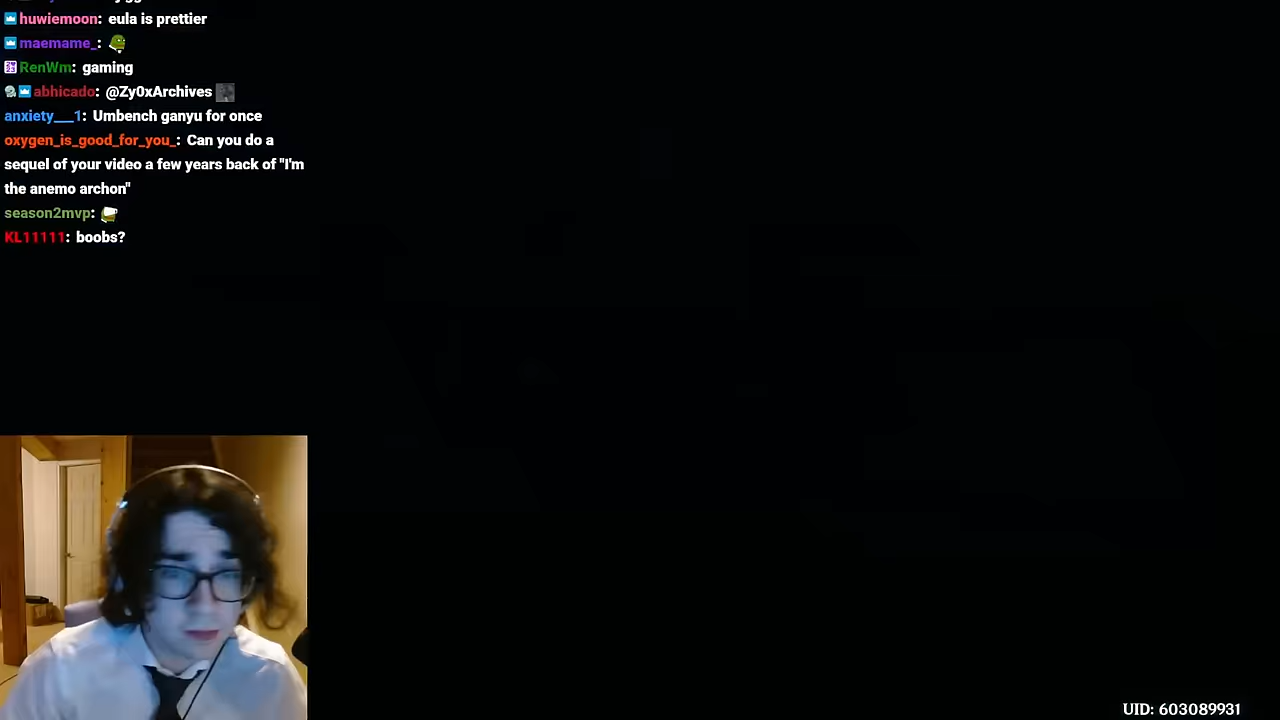 huwiemoon: eula is prettier
maemame_:
RenWm: gaming
abhicado: @Zy0xArchives
anxiety___1: Umbench ganyu for once
oxygen_is_good_for_you_: Can you do a
sequel of your video a few years back of "I'm
the anemo archon"
season2mvp:
KL11111: boobs?
UID: 603089931